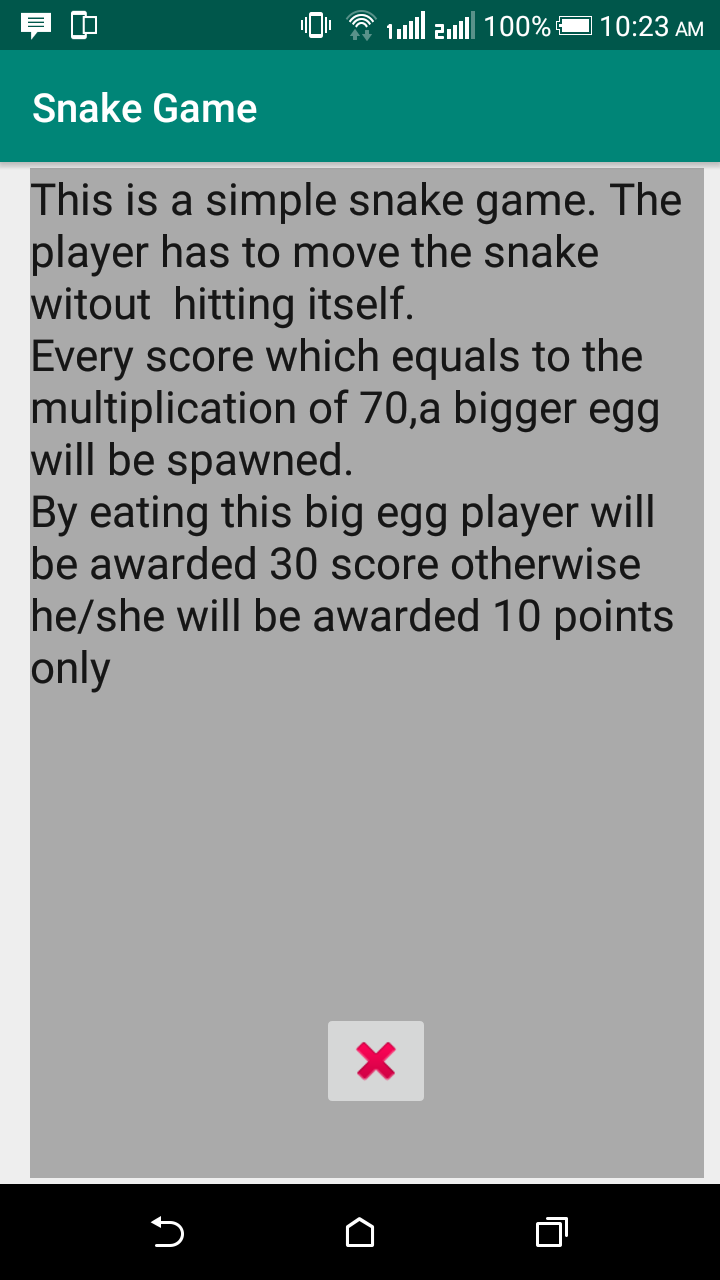 100% 10:23 AM
Snake Game
This is a simple snake game. The
player has to move the snake
witout  hitting itself.
Every score which equals to the
multiplication of 70,a bigger egg
will be spawned.
By eating this big egg player will
be awarded 30 score otherwise
he/she will be awarded 10 points
only